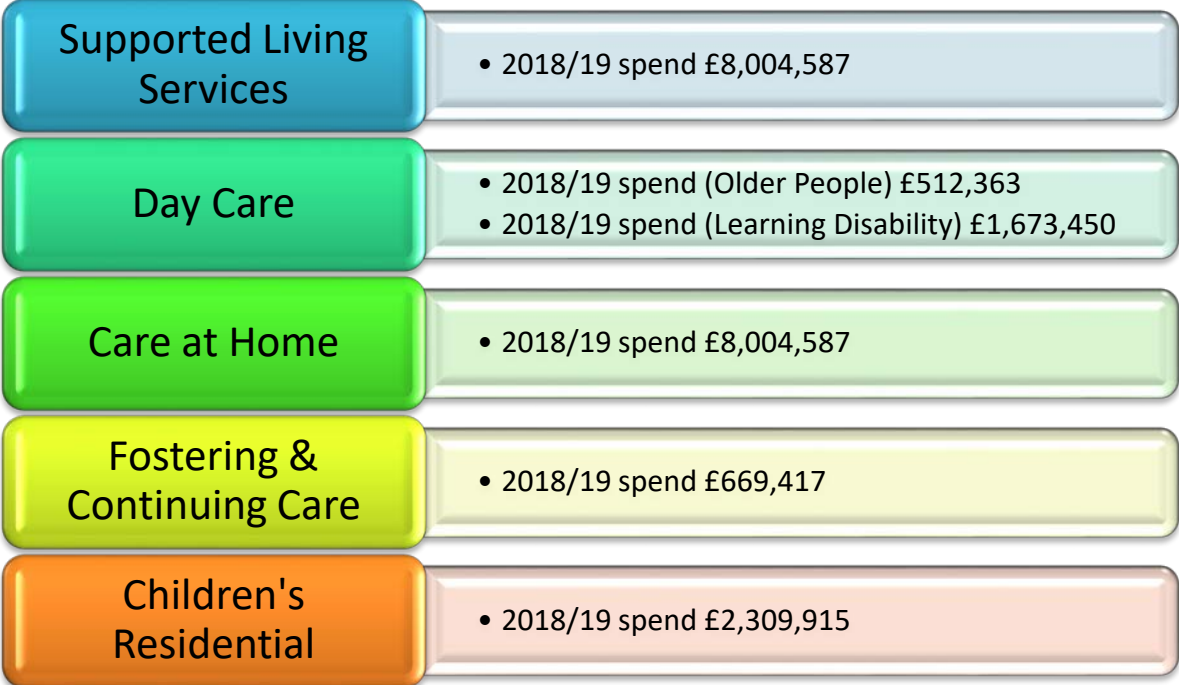 Supported Living
Services
• 2018/19 spend £8,004,587
Day Care
• 2018/19 spend (Older People) £512,363
• 2018/19 spend (Learning Disability) £1,673,450
Care at Home
• 2018/19 spend £8,004,587
Fostering &
Continuing Care
• 2018/19 spend £669,417
Children's
Residential
• 2018/19 spend £2,309,915